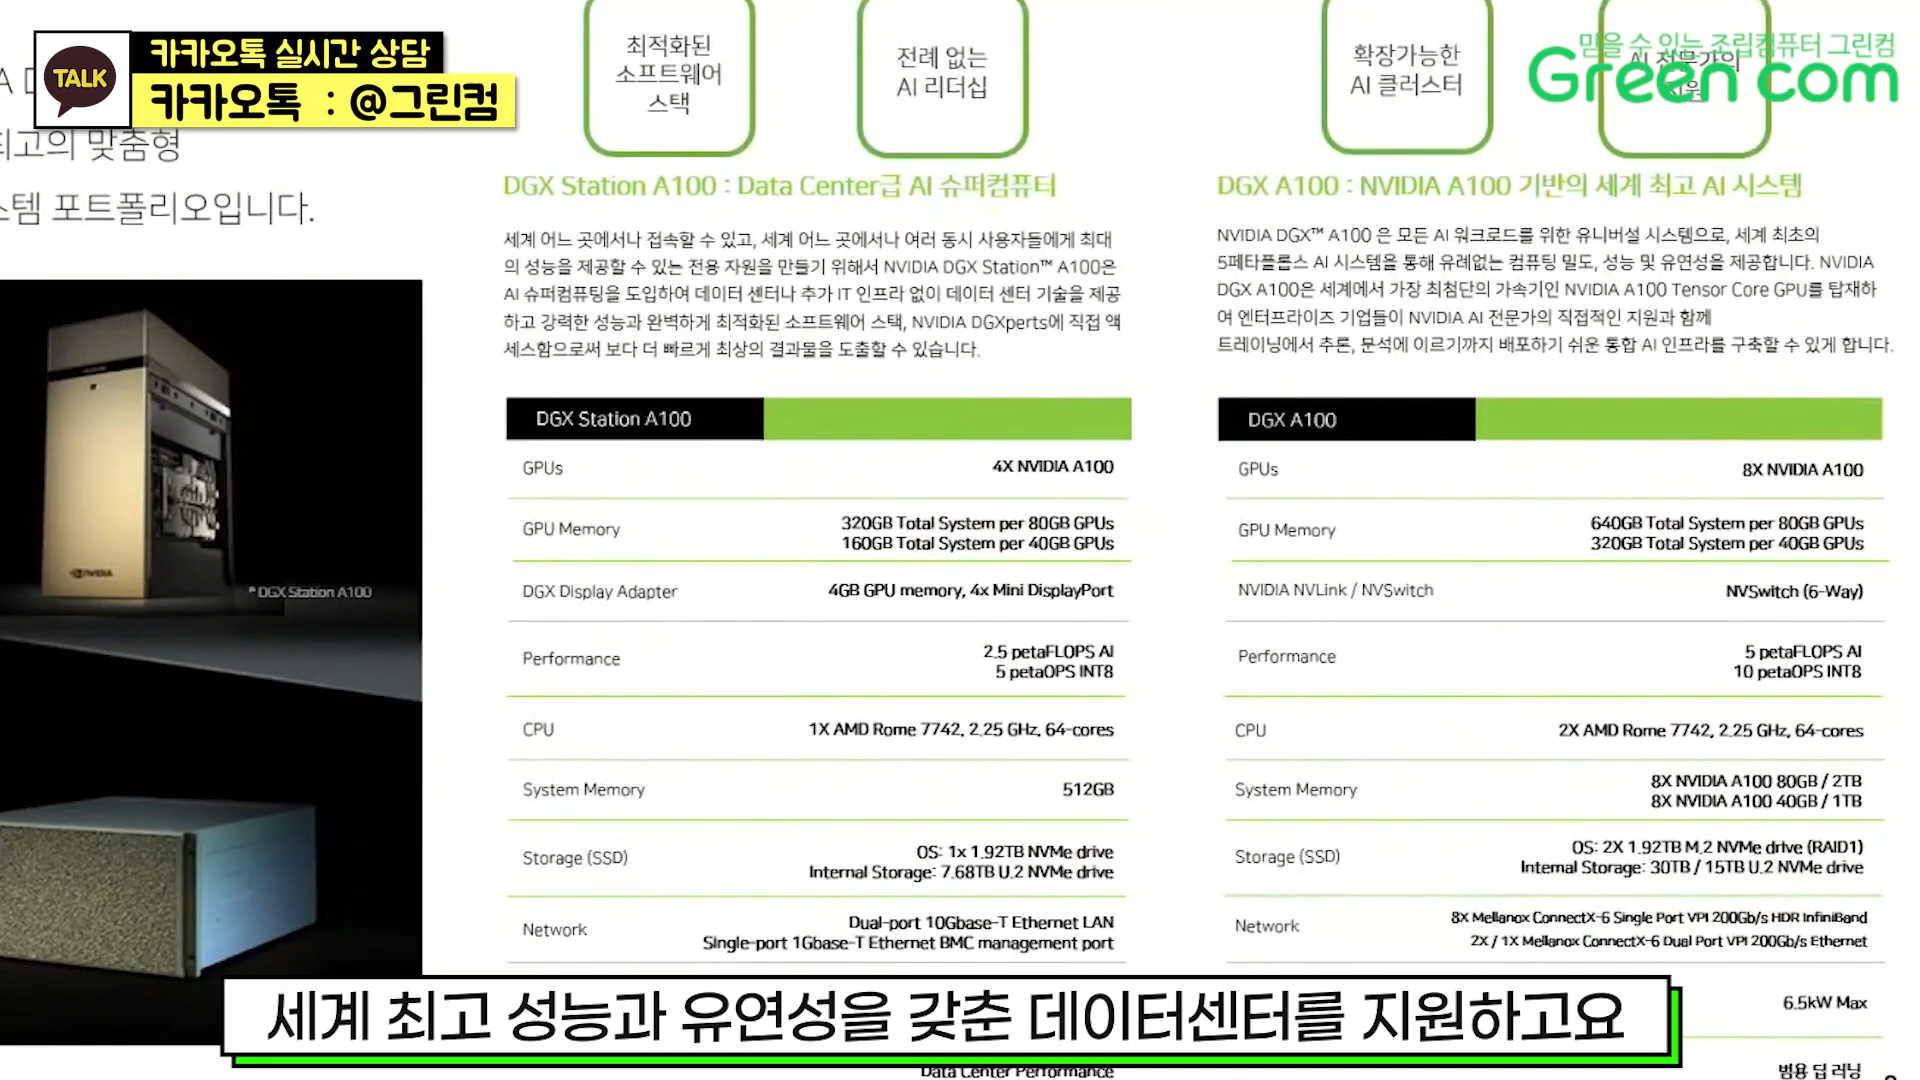 카카오톡 실시간 상담
TALK
카카오톡 : @그린컴
최고의 맞춤형
스템 포트폴리오입니다.
NVIDIA
DGX Station A100
최적화된
소프트웨어
스택
전례 없는
AI 리더십
확장가능한
AI 클러스터
AI 전문가의
지원
믿을 수 있는 조립컴퓨터 그린컴
Green com
DGX Station A100 : Data Center급 AI 슈퍼컴퓨터
세계 어느 곳에서나 접속할 수 있고, 세계 어느 곳에서나 여러 동시 사용자들에게 최대
의 성능을 제공할 수 있는 전용 자원을 만들기 위해서 NVIDIA DGX Station™ A100은
AI 슈퍼컴퓨팅을 도입하여 데이터 센터나 추가 IT 인프라 없이 데이터 센터 기술을 제공
하고 강력한 성능과 완벽하게 최적화된 소프트웨어 스택, NVIDIA DGXperts에 직접 액
세스함으로써 보다 더 빠르게 최상의 결과물을 도출할 수 있습니다.
DGX Station A100
GPUs 4X NVIDIA A100
GPU Memory 320GB Total System per 80GB GPUs
160GB Total System per 40GB GPUs
DGX Display Adapter 4GB GPU memory, 4x Mini DisplayPort
Performance 2.5 petaFLOPS AI
5 petaOPS INT8
CPU 1X AMD Rome 7742, 2.25 GHz, 64-cores
System Memory 512GB
Storage (SSD) OS: 1x 1.92TB NVMe drive
Internal Storage: 7.68TB U.2 NVMe drive
Network Dual-port 10Gbase-T Ethernet LAN
Single-port 1Gbase-T Ethernet BMC management port
Data Center Performance
DGX A100 : NVIDIA A100 기반의 세계 최고 AI 시스템
NVIDIA DGX™ A100 은 모든 AI 워크로드를 위한 유니버설 시스템으로, 세계 최초의
5페타플롭스 AI 시스템을 통해 유례없는 컴퓨팅 밀도, 성능 및 유연성을 제공합니다. NVIDIA
DGX A100은 세계에서 가장 최첨단의 가속기인 NVIDIA A100 Tensor Core GPU를 탑재하
여 엔터프라이즈 기업들이 NVIDIA AI 전문가의 직접적인 지원과 함께
트레이닝에서 추론, 분석에 이르기까지 배포하기 쉬운 통합 AI 인프라를 구축할 수 있게 합니다.
DGX A100
GPUs 8X NVIDIA A100
GPU Memory 640GB Total System per 80GB GPUs
320GB Total System per 40GB GPUs
NVIDIA NVLink / NVSwitch NVSwitch (6-Way)
Performance 5 petaFLOPS AI
10 petaOPS INT8
CPU 2X AMD Rome 7742, 2.25 GHz, 64-cores
System Memory 8X NVIDIA A100 80GB / 2TB
8X NVIDIA A100 40GB / 1TB
Storage (SSD) OS: 2X 1.92TB M.2 NVMe drive (RAID1)
Internal Storage: 30TB / 15TB U.2 NVMe drive
Network 8X Mellanox ConnectX-6 Single Port VPI 200Gb/s HDR InfiniBand
2X / 1X Mellanox ConnectX-6 Dual Port VPI 200Gb/s Ethernet
6.5kW Max
범용 딥 러닝
세계 최고 성능과 유연성을 갖춘 데이터센터를 지원하고요